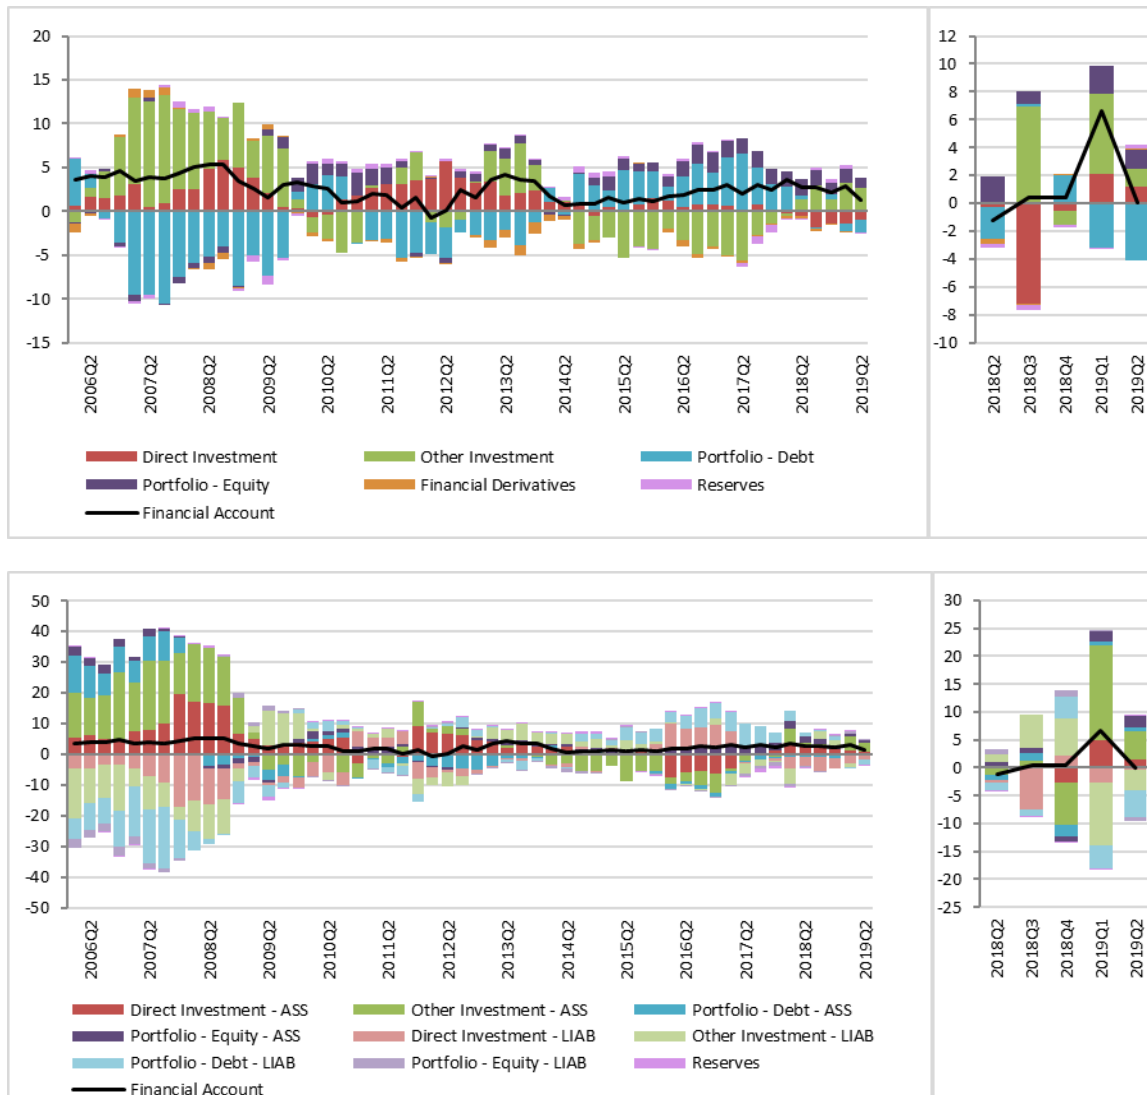 20
15
10
5
0
-5
-10
-15
2006Q2
2007Q2
2008Q2
2009Q2
2010Q2
2011Q2
2012Q2
2013Q2
2014Q2
2015Q2
2016Q2
2017Q2
2018Q2
2019Q2
Direct Investment
Other Investment
Portfolio - Debt
Portfolio - Equity
Financial Derivatives
Reserves
Financial Account
12
10
8
6
4
2
0
-2
-4
-6
-8
-10
2018Q2
2018Q3
2018Q4
2019Q1
2019Q2
50
40
30
20
10
0
-10
-20
-30
-40
-50
2006Q2
2007Q2
2008Q2
2009Q2
2010Q2
2011Q2
2012Q2
2013Q2
2014Q2
2015Q2
2016Q2
2017Q2
2018Q2
2019Q2
Direct Investment - ASS
Other Investment - ASS
Portfolio - Debt - ASS
Portfolio - Equity - ASS
Direct Investment - LIAB
Other Investment - LIAB
Portfolio - Debt - LIAB
Portfolio - Equity - LIAB
Reserves
Financial Account
30
25
20
15
10
5
0
-5
-10
-15
-20
-25
2018Q2
2018Q3
2018Q4
2019Q1
2019Q2